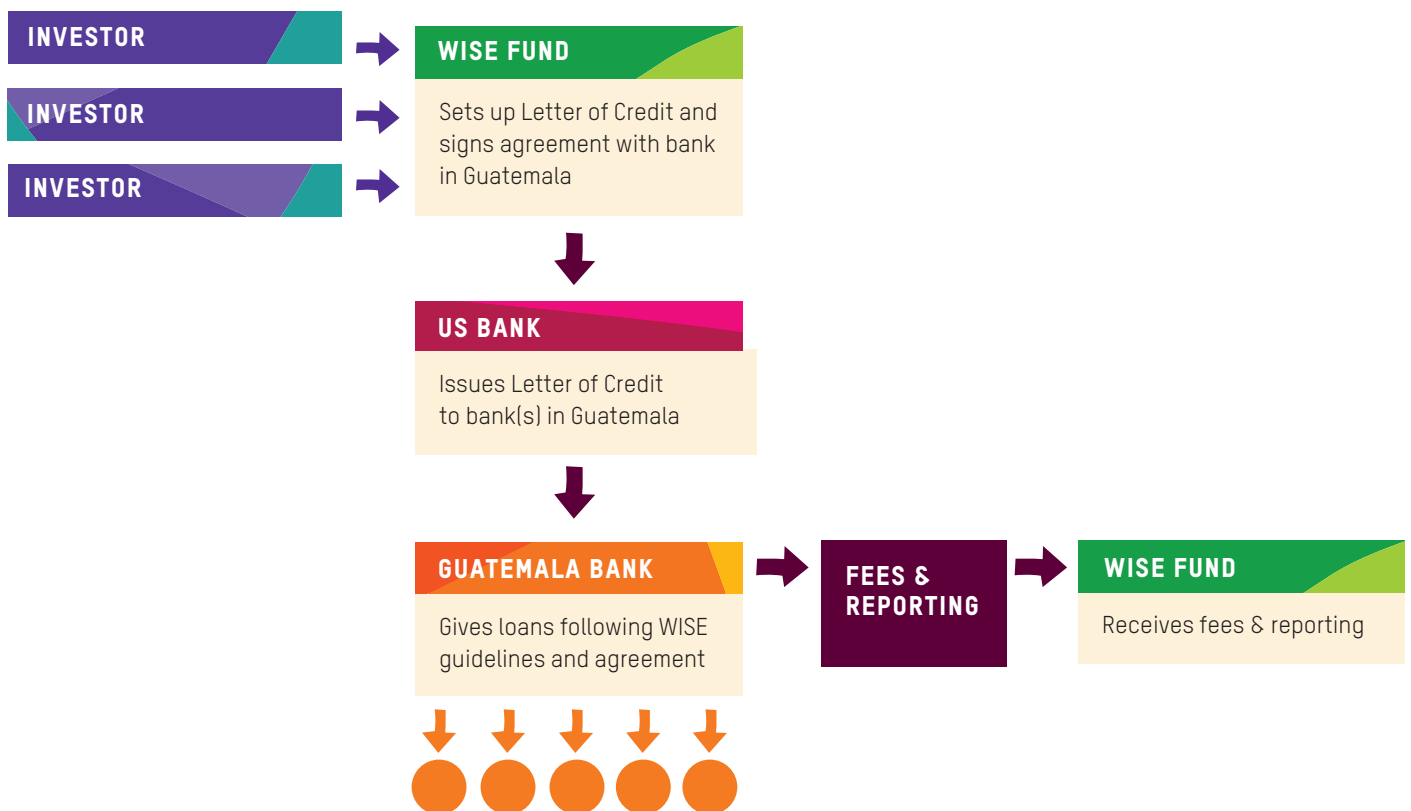 INVESTOR
INVESTOR
INVESTOR
WISE FUND
Sets up Letter of Credit and
signs agreement with bank
in Guatemala
US BANK
Issues Letter of Credit
to bank(s) in Guatemala
GUATEMALA BANK
Gives loans following WISE
guidelines and agreement
FEES &
REPORTING
WISE FUND
Receives fees & reporting